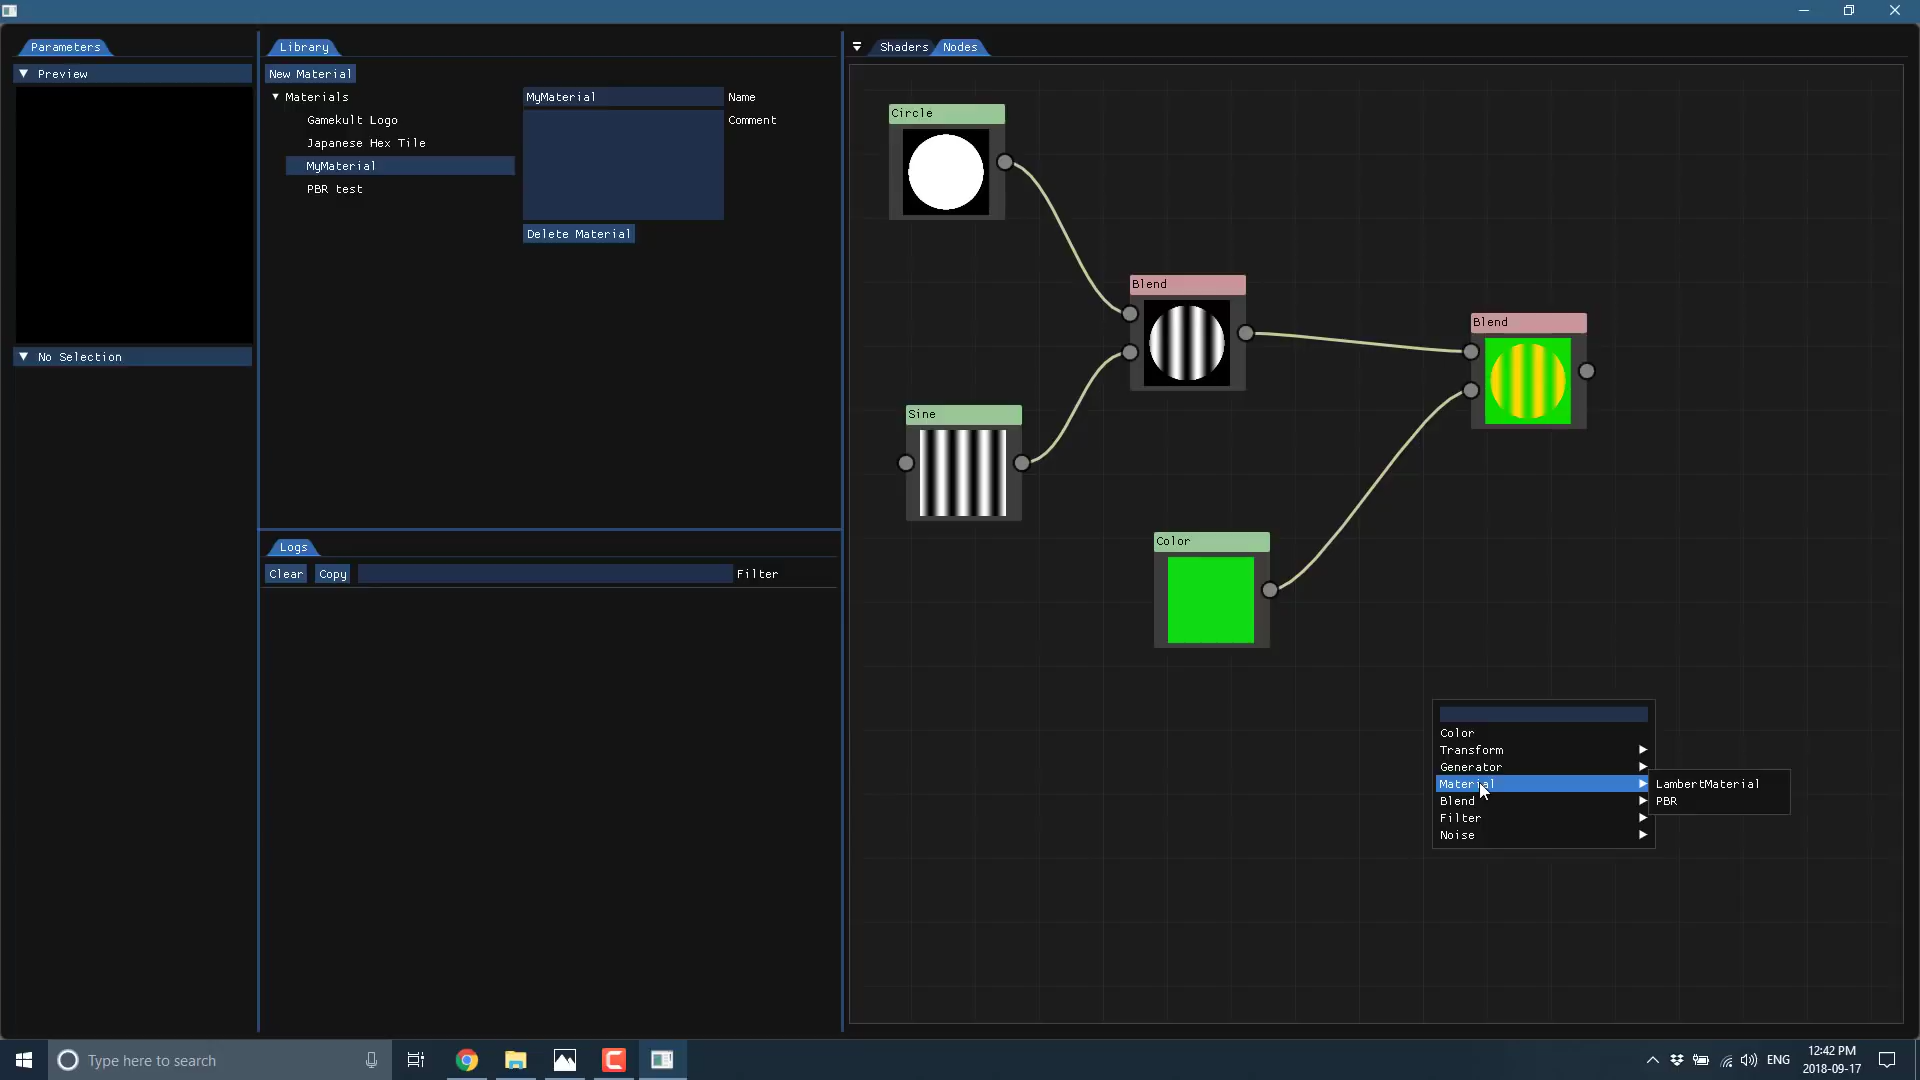 Parameters
Preview
No Selection
Library
New Material
Materials
Gamekult Logo
Japanese Hex Tile
MyMaterial
PBR test
MyMaterial Name
Comment
Delete Material
Logs
Clear Copy Filter
Shaders Nodes
Circle
Blend
Blend
Sine
Color
Color
Transform
Generator
Material
Blend
Filter
Noise
LambertMaterial
PBR
Type here to search
ENG
12:42 PM
2018-09-17